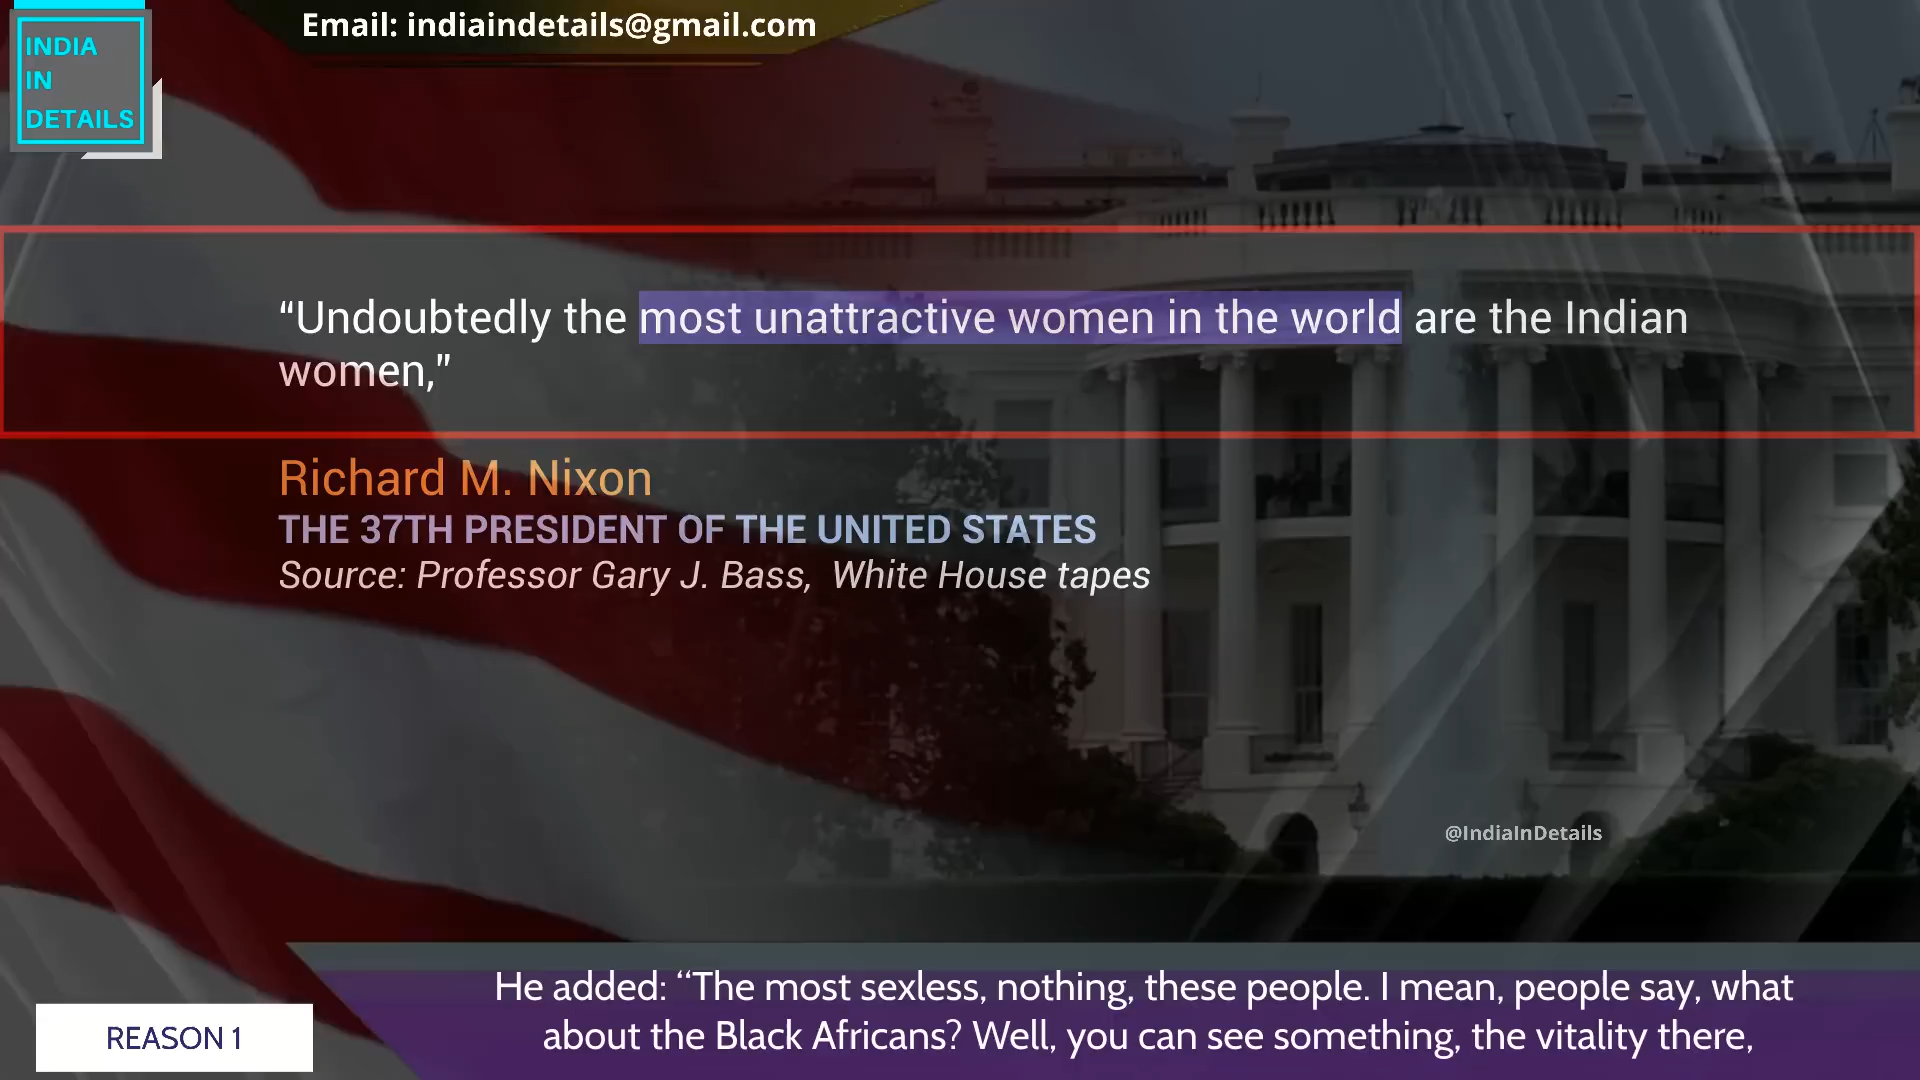 Email: indiaindetails@gmail.com
INDIA
IN
DETAILS
“Undoubtedly the most unattractive women in the world are the Indian
women,”
Richard M. Nixon
THE 37TH PRESIDENT OF THE UNITED STATES
Source: Professor Gary J. Bass, White House tapes
@IndiaInDetails
He added: “The most sexless, nothing, these people. I mean, people say, what
about the Black Africans? Well, you can see something, the vitality there,
REASON 1